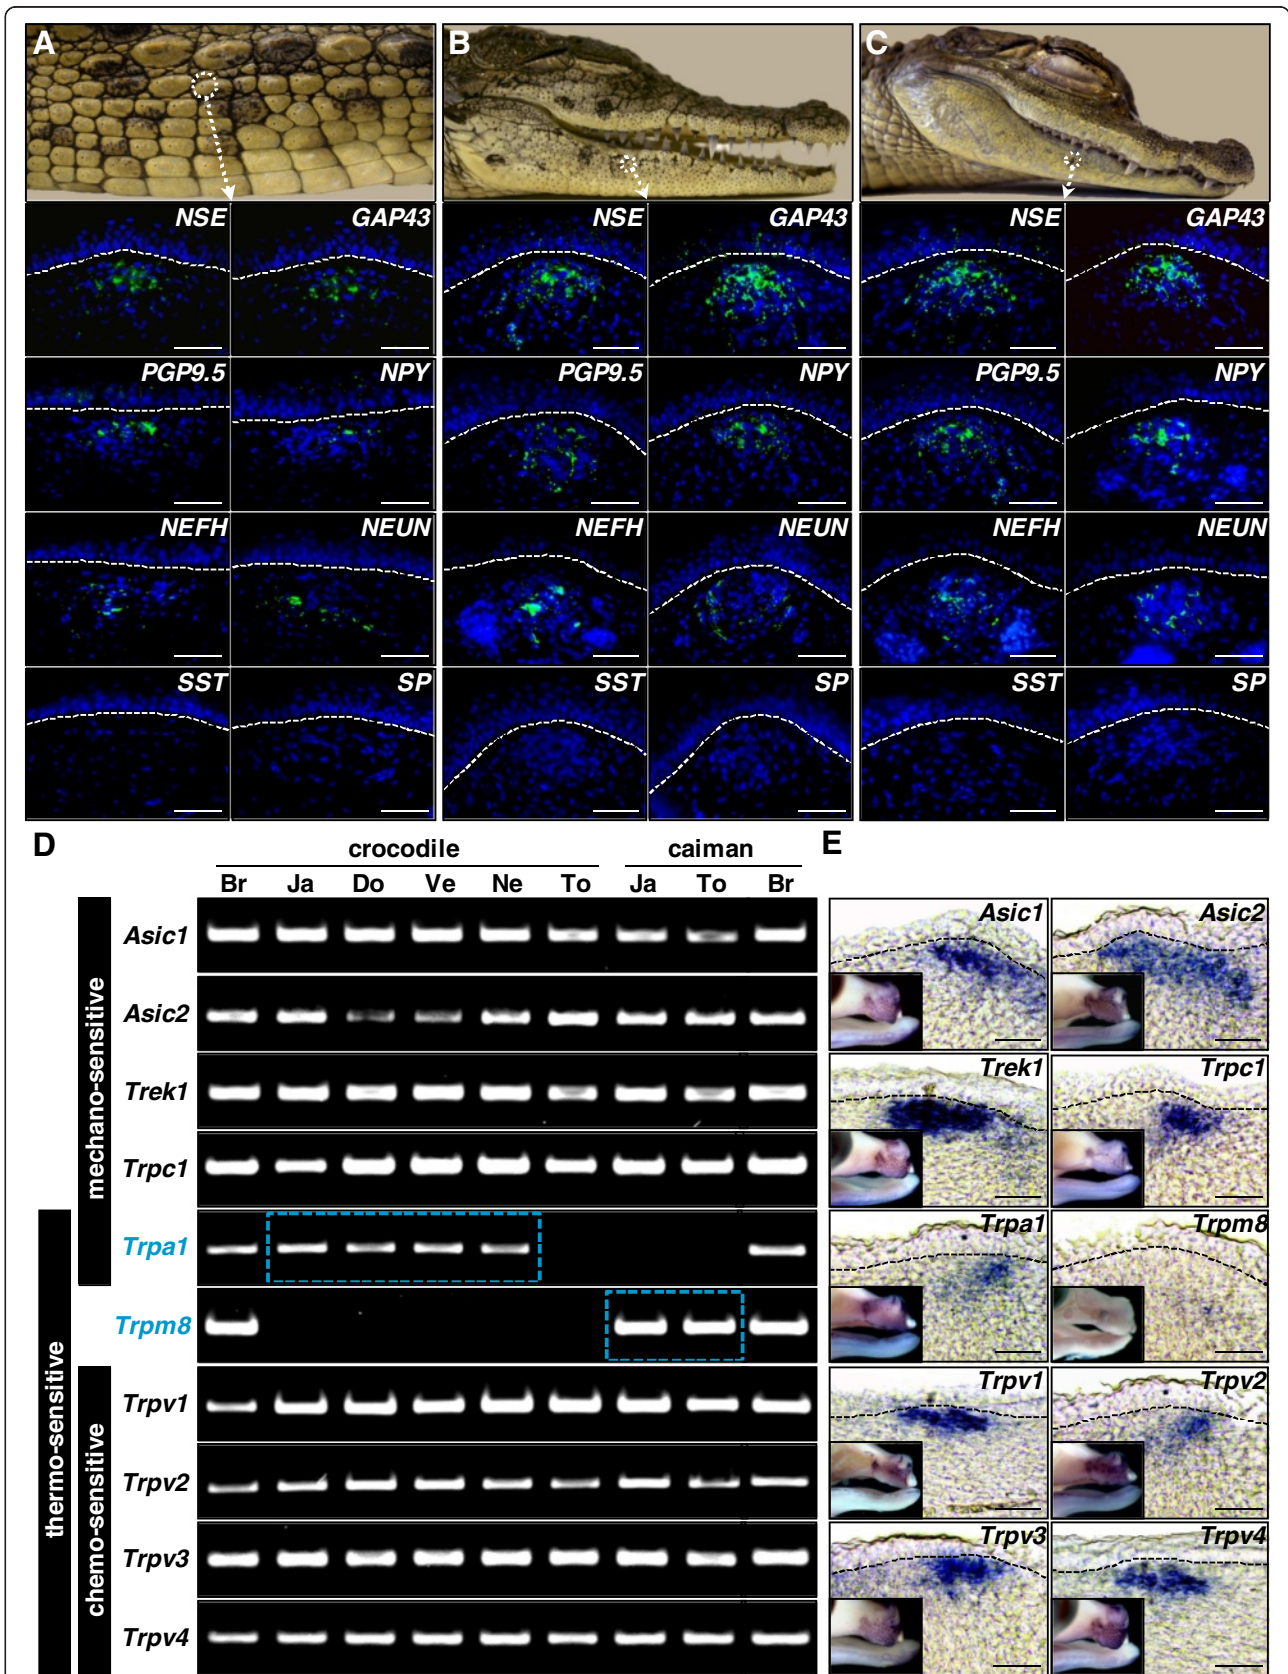 A
B
C
NSE GAP43 NSE GAP43 NSE GAP43
PGP9.5 NPY PGP9.5 NPY PGP9.5 NPY
NEFH NEUN NEFH NEUN NEFH NEUN
SST SP SST SP SST SP
D
crocodile caiman
Br Ja Do Ve Ne To Ja To Br
mechano-sensitive
thermo-sensitive
chemo-sensitive
Asic1
Asic2
Trek1
Trpc1
Trpa1
Trpm8
Trpv1
Trpv2
Trpv3
Trpv4
E
Asic1 Asic2
Trek1 Trpc1
Trpa1 Trpm8
Trpv1 Trpv2
Trpv3 Trpv4